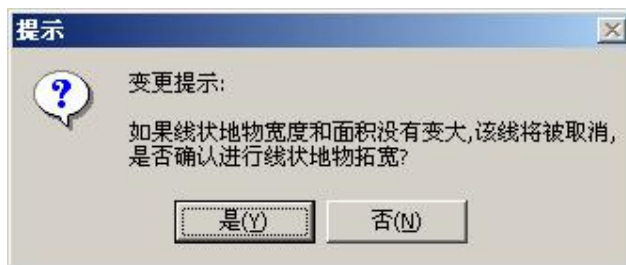 提示
变更提示:
如果线状地物宽度和面积没有变大,该线将被取消,
是否确认进行线状地物拓宽?
是(Y)
否(N)